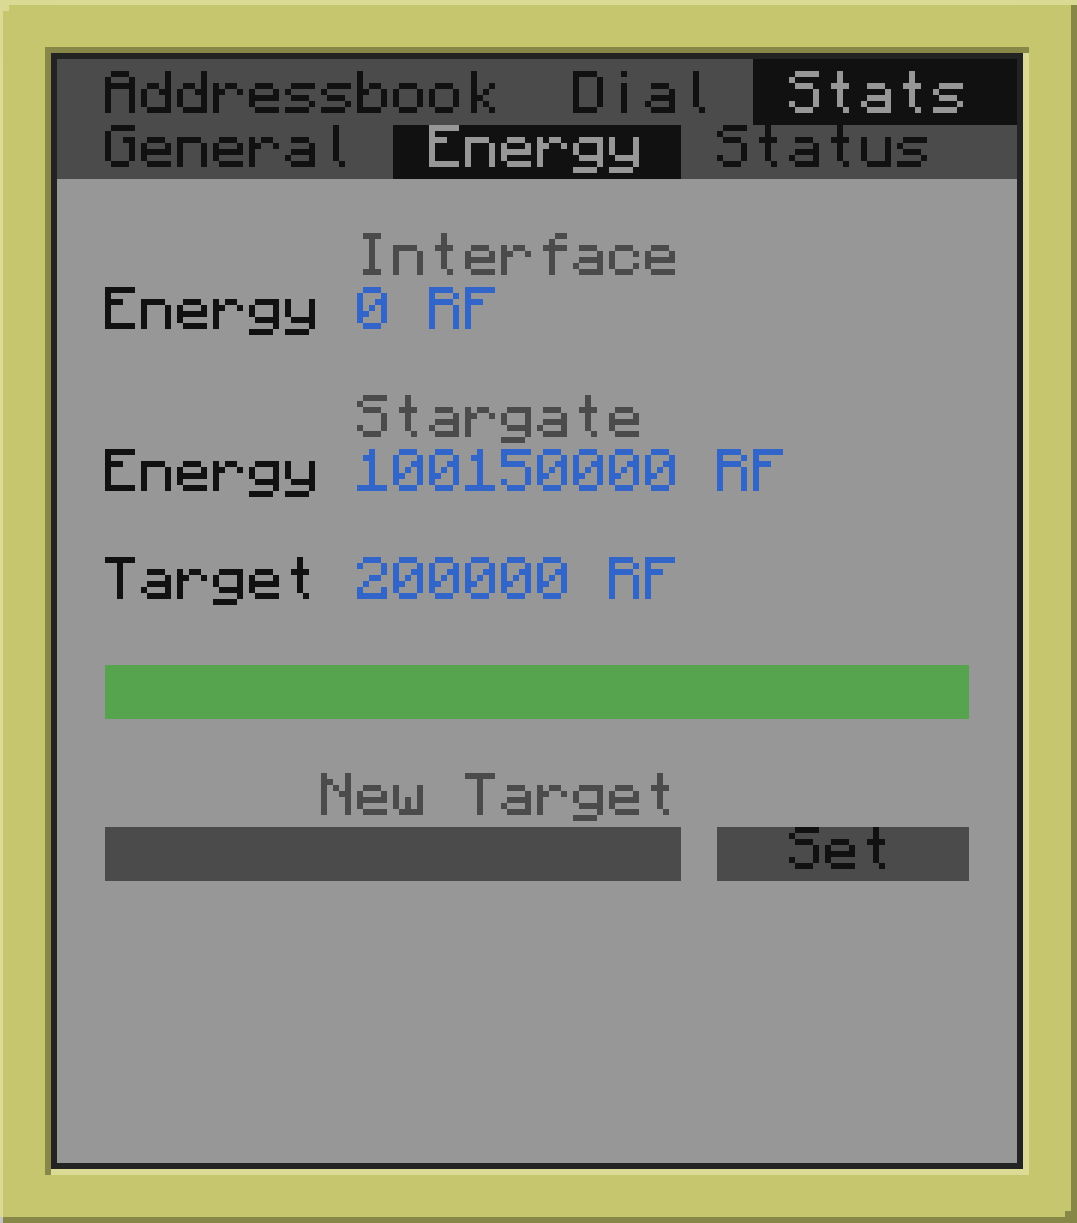 Addressbook Dial Stats
General Energy Status
Interface
Energy 0 RF
Stargate
Energy 100150000 RF
Target 200000 RF
New Target
Set